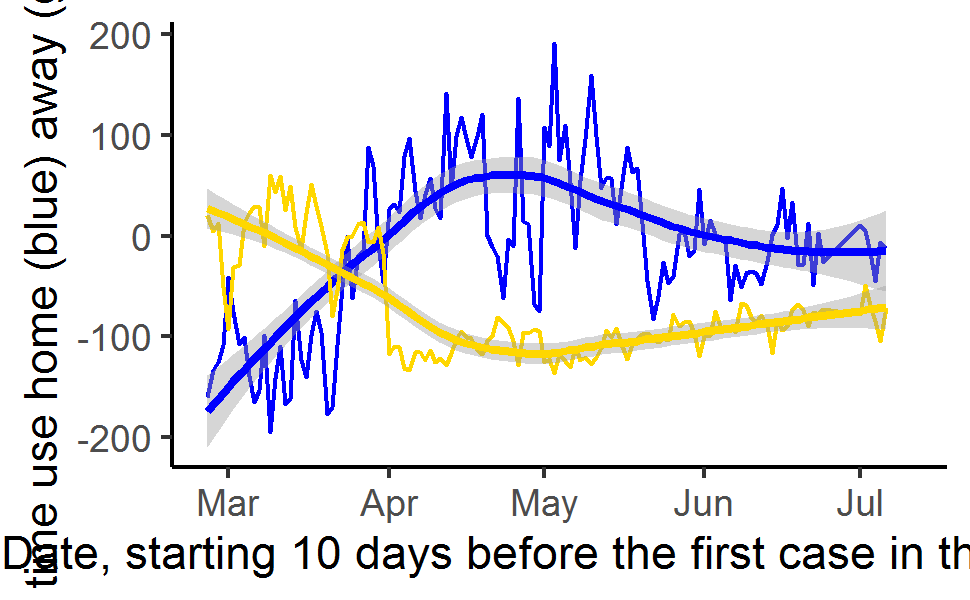 time use home (blue) away (
200
100
0
-100
-200
Mar Apr May Jun Jul
Date, starting 10 days before the first case in th